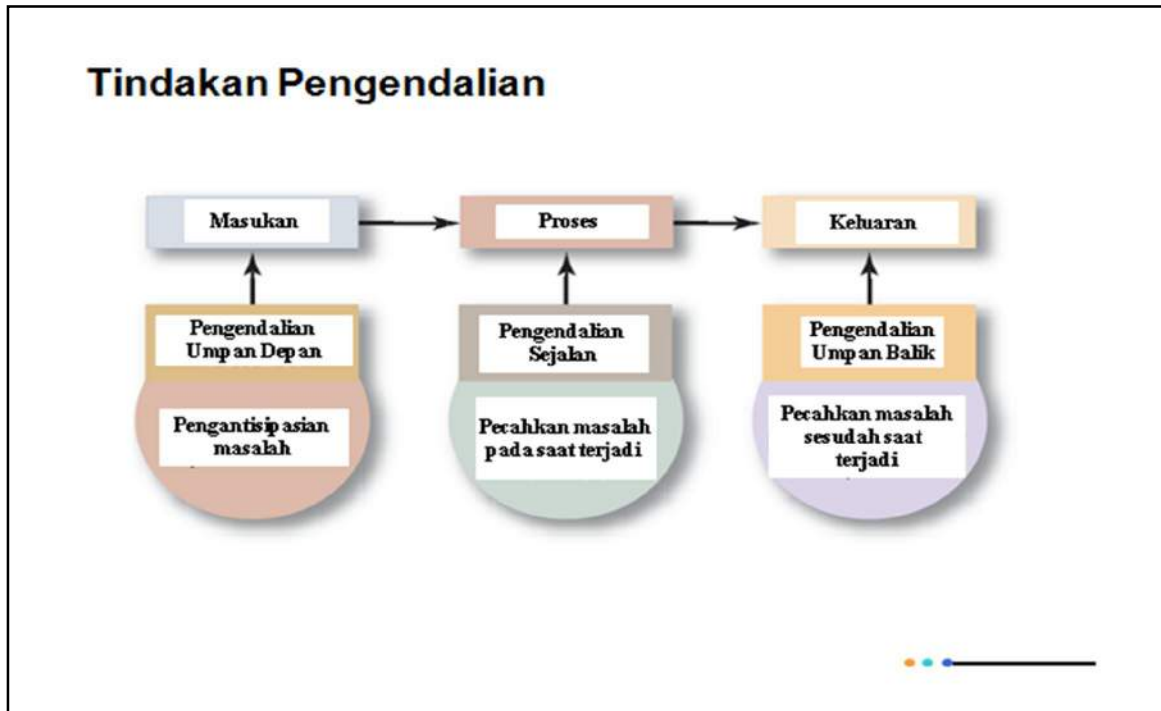 Tindakan Pengendalian
Masukan
Proses
Keluaran
Pengendalian
Umpan Depan
Pengendalian
Sejalan
Pengendalian
Umpan Balik
Pengantisipasian
masalah
Pecahkan masalah
pada saat terjadi
Pecahkan masalah
sesudah saat
terjadi